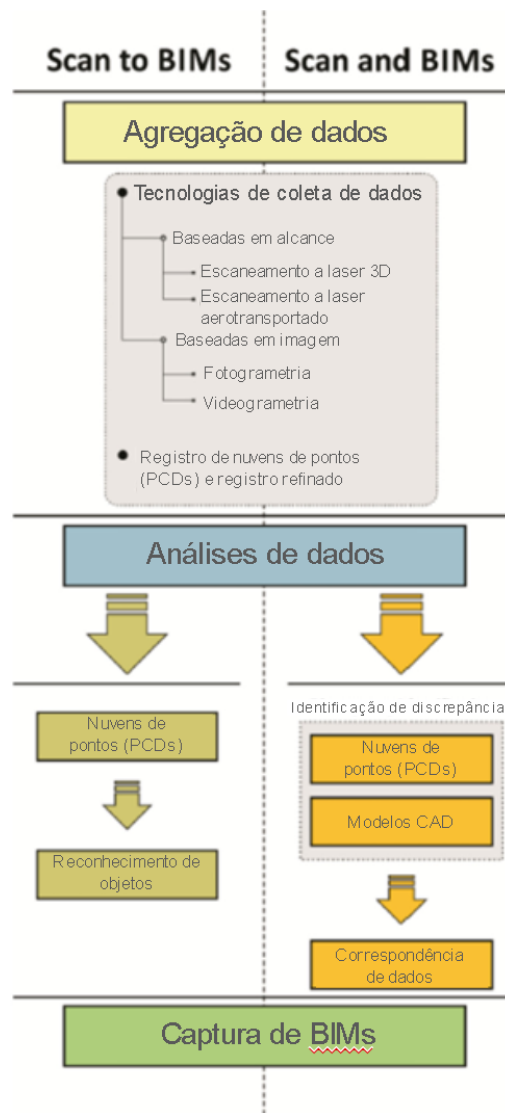 Scan to BIMs
Scan and BIMs
Agregação de dados
Tecnologias de coleta de dados
Baseadas em alcance
Escaneamento a laser 3D
Escaneamento a laser
aerotransportado
Baseadas em imagem
Fotogrametria
Videogrametria
Registro de nuvens de pontos
(PCDs) e registro refinado
Análises de dados
Nuvens de
pontos (PCDs)
Reconhecimento de
objetos
Identificação de discrepância
Nuvens de
pontos (PCDs)
Modelos CAD
Correspondência
de dados
Captura de BIMs